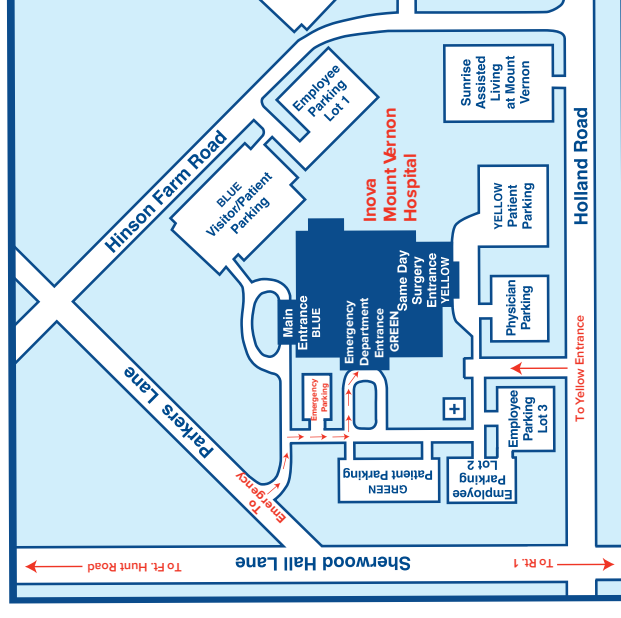 Sunrise
Assisted
Living
at Mount
Vernon
Employee
Parking
Lot 1
Inova
Mount Vernon
Hospital
Hinson Farm Road
BLUE
Visitor/Patient
Parking
Holland Road
YELLOW
Patient
Parking
Same Day
Surgery
Entrance
YELLOW
Main
Entrance
BLUE
Emergency
Department
Entrance
GREEN
Physician
Parking
To Yellow Entrance
Emergency
Parking
Parkers Lane
Employee
Parking
Lot 3
GREEN
Patient Parking
Employee
Parking
Lot 2
To
Emergency
Sherwood Hall Lane
To Ft. Hunt Road
To Rt. 1